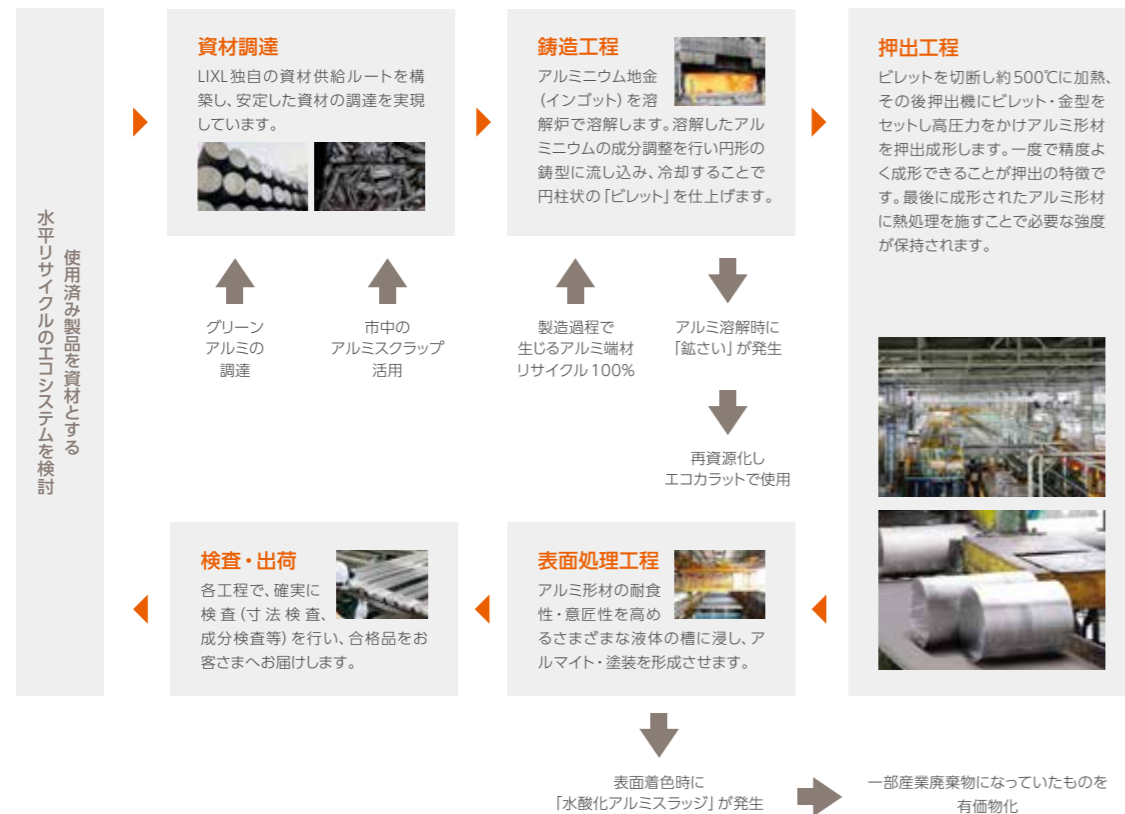 使用済み製品を資材とする
水平リサイクルのエコシステムを検討
資材調達
LIXL独自の資材供給ルートを構
築し、安定した資材の調達を実現
しています。
グリーン
アルミの
調達
市中の
アルミスクラップ
活用
鋳造工程
アルミニウム地金
（インゴット）を溶
解炉で溶解します。溶解したアル
ミニウムの成分調整を行い円形の
鋳型に流し込み、冷却することで
円柱状の「ビレット」を仕上げます。
製造過程で
生じるアルミ端材
リサイクル100%
アルミ溶解時に
「鉱さい」が発生
再資源化し
エコカラットで使用
押出工程
ビレットを切断し約500℃に加熱、
その後押出機にビレット・金型を
セットし高圧力をかけアルミ形材
を押出成形します。一度で精度よ
く成形できることが押出の特徴で
す。最後に成形されたアルミ形材
に熱処理を施すことで必要な強度
が保持されます。
表面処理工程
アルミ形材の耐食
性・意匠性を高め
るさまざまな液体の槽に浸し、ア
ルマイト・塗装を形成させます。
表面着色時に
「水酸化アルミスラッジ」が発生
一部産業廃棄物になっていたものを
有価物化
検査・出荷
各工程で、確実に
検査（寸法検査、
成分検査等）を行い、合格品をお
客さまへお届けします。